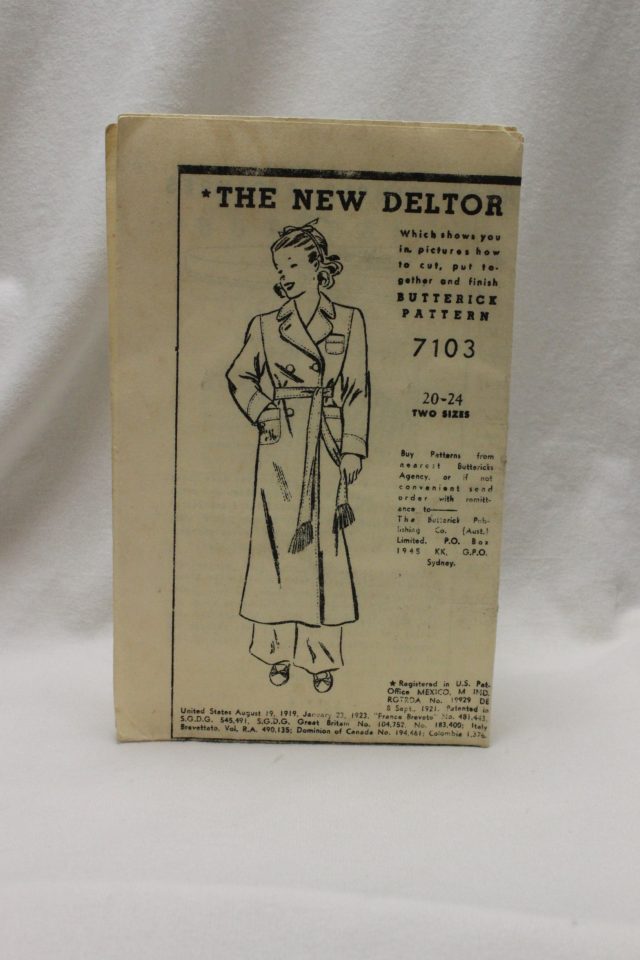 *THE NEW DELTOR
Which shows you
in pictures how
to cut, put to-
gether and finish
BUTTERICK
PATTERN
7103
20-24
TWO SIZES
Buy Patterns from
nearest Buttericks
Agency, or if not
convenient send
order with remitt-
ance to——
The Butterick Pub-
lishing Co. (Aust.)
Limited. P.O. Box
1945 KK, G.P.O.
Sydney.
*Registered in U.S. Pat.
Office MEXICO, M IND.
No. 19929 DE
8 Sept., 1921. Patented in
United States August 19, 1919, January 23, 1923, "France Brevete" No. 481,443,
S.G.D.G. 545,491, S.G.D.G. Great Britain No. 104,757, No. 183,400; Italy
Brevettato, Vol. R.A. 490,135; Dominion of Canada No. 194,461; Colombia 1,376.